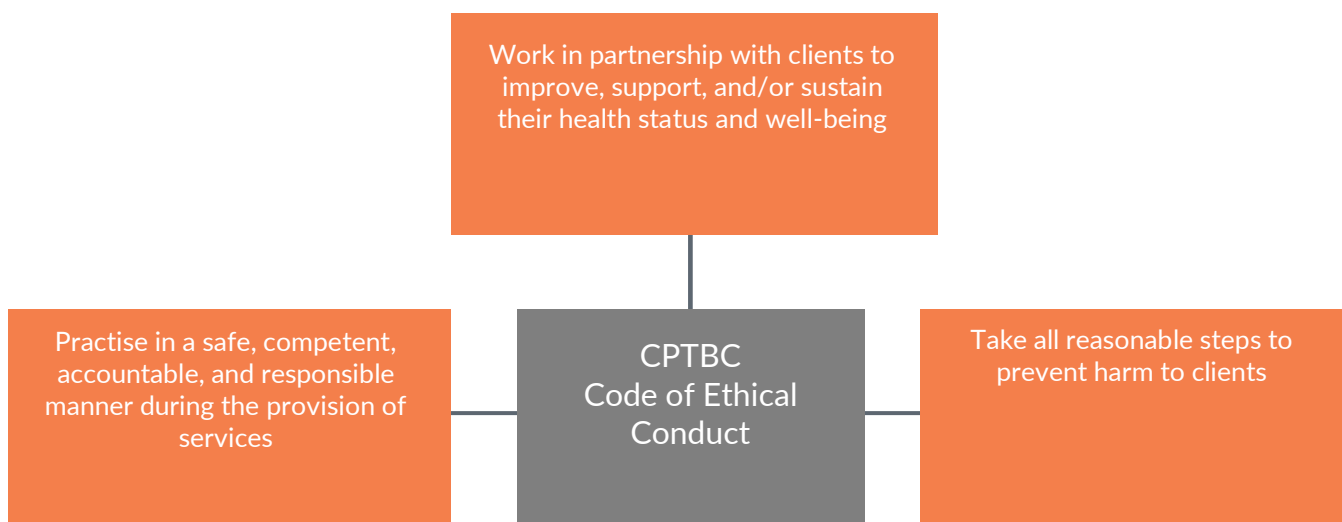 Work in partnership with clients to
improve, support, and/or sustain
their health status and well-being
Practise in a safe, competent,
accountable, and responsible
manner during the provision of
services
CPTBC
Code of Ethical
Conduct
Take all reasonable steps to
prevent harm to clients